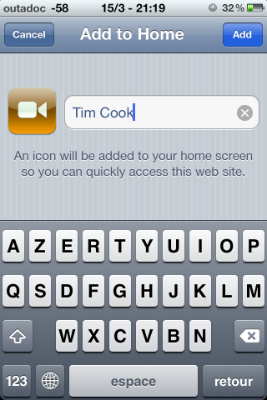 outadoc -58 15/3 - 21:19 32%
Cancel Add to Home Add
Tim Cook
An icon will be added to your home screen
so you can quickly access this web site.
A Z E R T Y U I O P
Q S D F G H J K L M
W X C V B N
123 espace retour